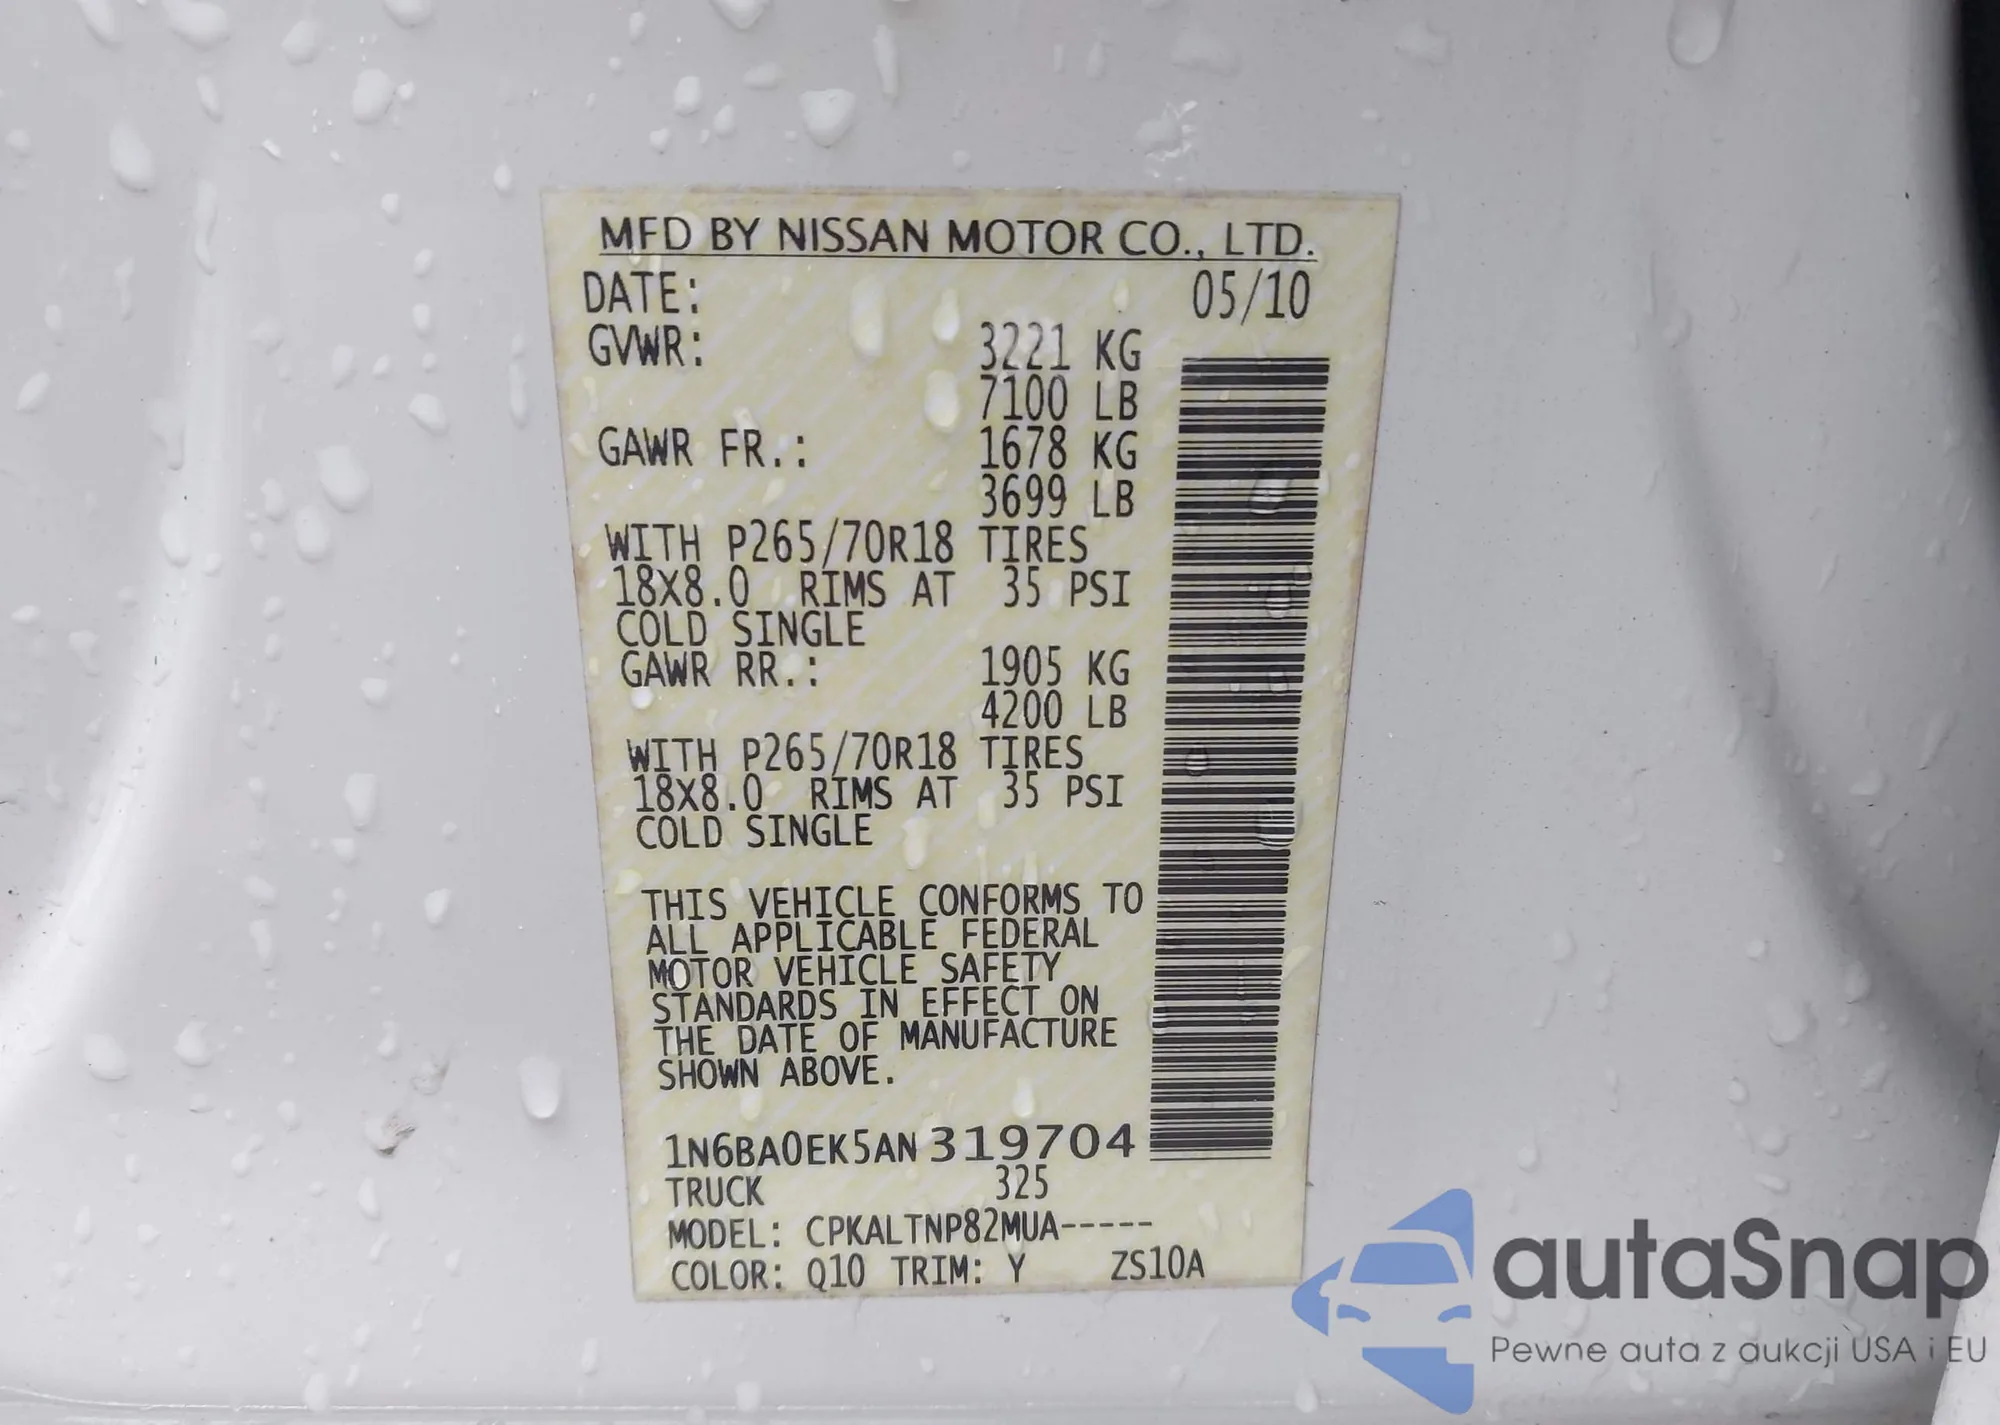 MFD BY NISSAN MOTOR CO., LTD.
DATE: 05/10
GVWR: 3221 KG
7100 LB
GAWR FR.: 1678 KG
3699 LB
WITH P265/70R18 TIRES
18X8.0 RIMS AT 35 PSI
COLD SINGLE
GAWR RR.: 1905 KG
4200 LB
WITH P265/70R18 TIRES
18X8.0 RIMS AT 35 PSI
COLD SINGLE
THIS VEHICLE CONFORMS TO
ALL APPLICABLE FEDERAL
MOTOR VEHICLE SAFETY
STANDARDS IN EFFECT ON
THE DATE OF MANUFACTURE
SHOWN ABOVE.
1N6BA0EK5AN 319704
TRUCK 325
MODEL: CPKALTNP82MUA-----
COLOR: Q10 TRIM: Y ZS10A
autaSnap
Pewne auta z aukcji USA i EU